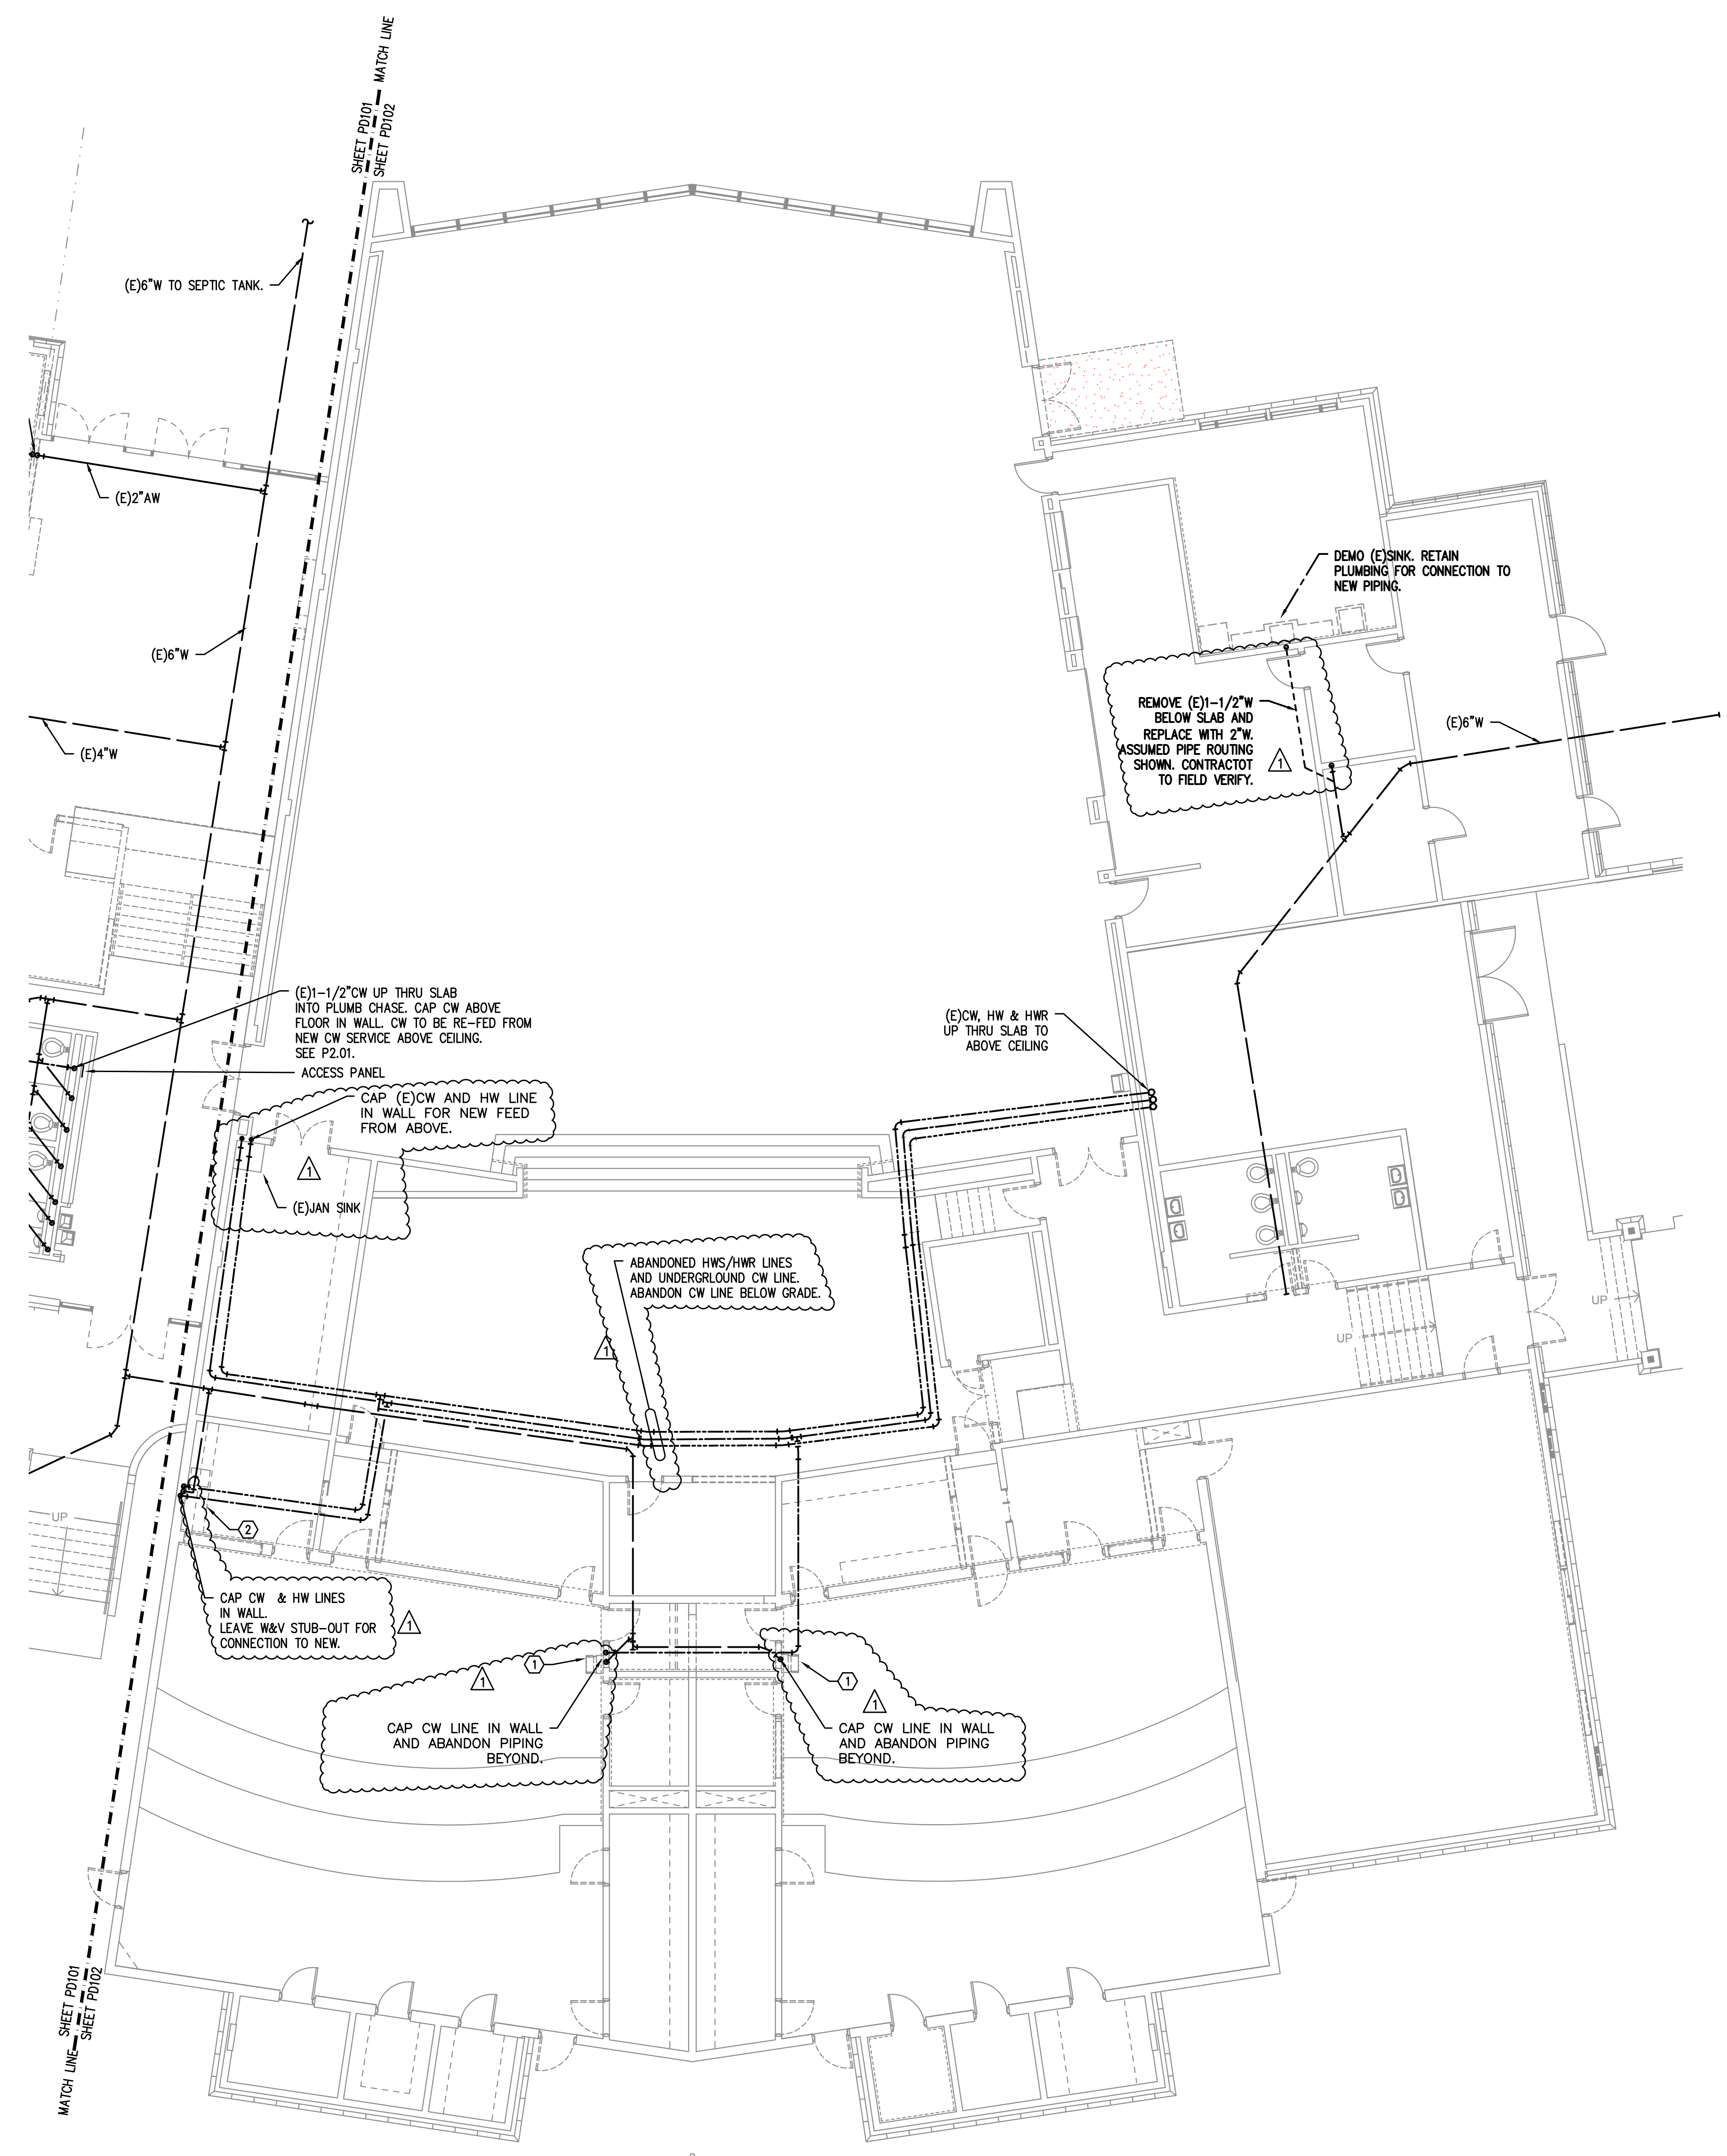 MATCH LINE
SHEET PD101
SHEET PD102
(E)6"W TO SEPTIC TANK.
(E)2"AW
DEMO (E)SINK. RETAIN
PLUMBING FOR CONNECTION TO
NEW PIPING.
(E)6"W
REMOVE (E)1-1/2"W
BELOW SLAB AND
REPLACE WITH 2"W.
ASSUMED PIPE ROUTING
SHOWN. CONTRACTOT
TO FIELD VERIFY.
1
(E)6"W
(E)4"W
(E)1-1/2"CW UP THRU SLAB
INTO PLUMB CHASE. CAP CW ABOVE
FLOOR IN WALL. CW TO BE RE-FED FROM
NEW CW SERVICE ABOVE CEILING.
SEE P2.01.
ACCESS PANEL
(E)CW, HW & HWR
UP THRU SLAB TO
ABOVE CEILING
CAP (E)CW AND HW LINE
IN WALL FOR NEW FEED
FROM ABOVE.
1
(E)JAN SINK
ABANDONED HWS/HWR LINES
AND UNDERGRLOUND CW LINE.
ABANDON CW LINE BELOW GRADE.
1
UP
UP
UP
2
CAP CW & HW LINES
IN WALL.
LEAVE W&V STUB-OUT FOR
CONNECTION TO NEW.
1
1
1
CAP CW LINE IN WALL
AND ABANDON PIPING
BEYOND.
1
1
CAP CW LINE IN WALL
AND ABANDON PIPING
BEYOND.
MATCH LINE
SHEET PD101
SHEET PD102